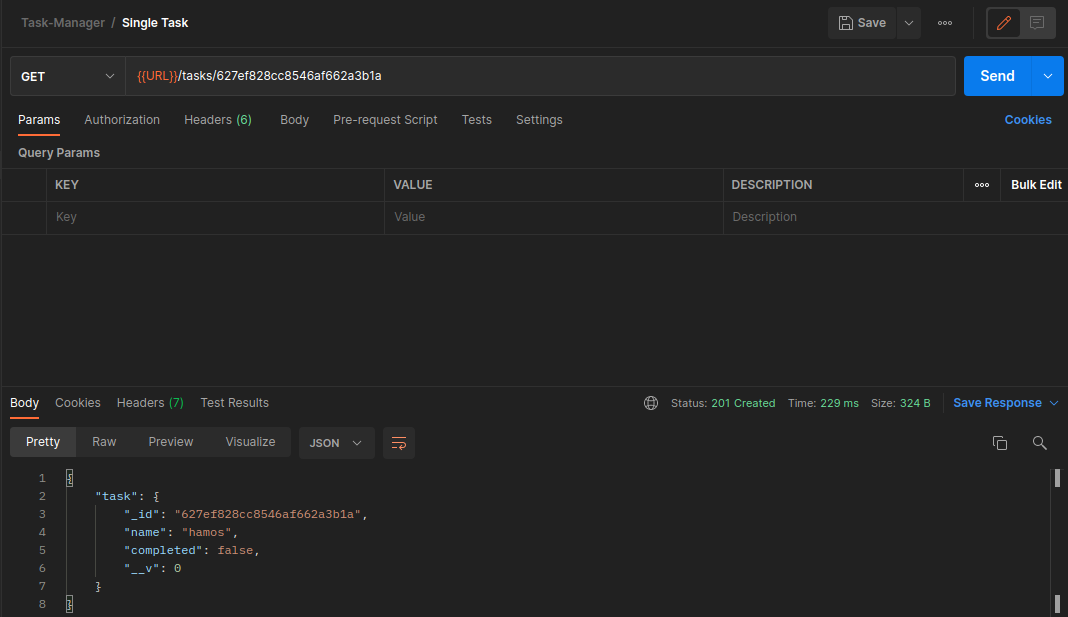 Task-Manager / Single Task Save
GET {{URL}}/tasks/627ef828cc8546af662a3b1a Send
Params Authorization Headers (6) Body Pre-request Script Tests Settings Cookies
Query Params
KEY VALUE DESCRIPTION Bulk Edit
Key Value Description
Body Cookies Headers (7) Test Results Status: 201 Created Time: 229 ms Size: 324 B Save Response
Pretty Raw Preview Visualize JSON
1 {
2 "task": {
3 "_id": "627ef828cc8546af662a3b1a",
4 "name": "hamos",
5 "completed": false,
6 "__v": 0
7 }
8 }